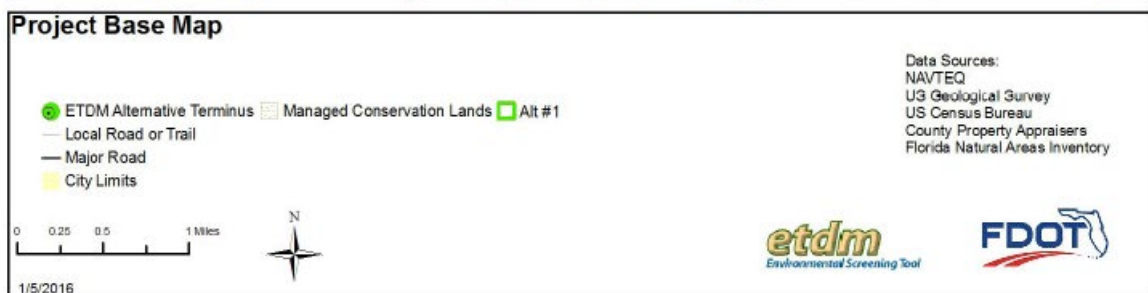 Project Base Map
ETDM Alternative Terminus Managed Conservation Lands Alt #1
Local Road or Trail
Major Road
City Limits
Data Sources:
NAVTEQ
US Geological Survey
US Census Bureau
County Property Appraisers
Florida Natural Areas Inventory
0 0.25 0.5 1 Miles
N
etdm
Environmental Screening Tool
FDOT
1/5/2016